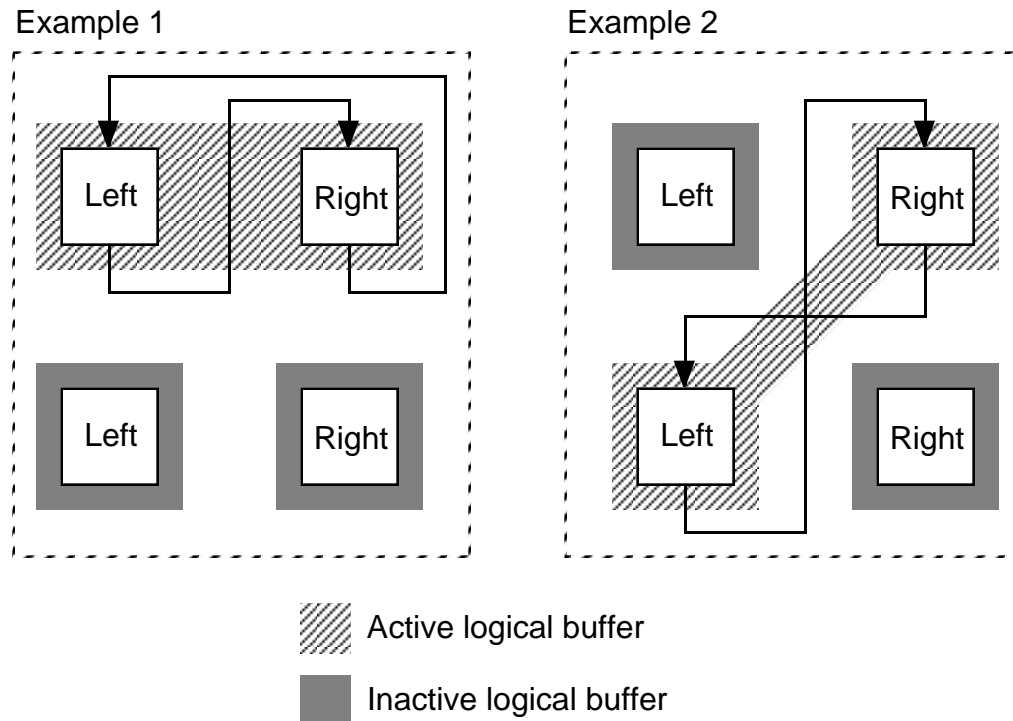 Example 1
Left
Right
Left
Right
Example 2
Left
Right
Left
Right
Active logical buffer
Inactive logical buffer